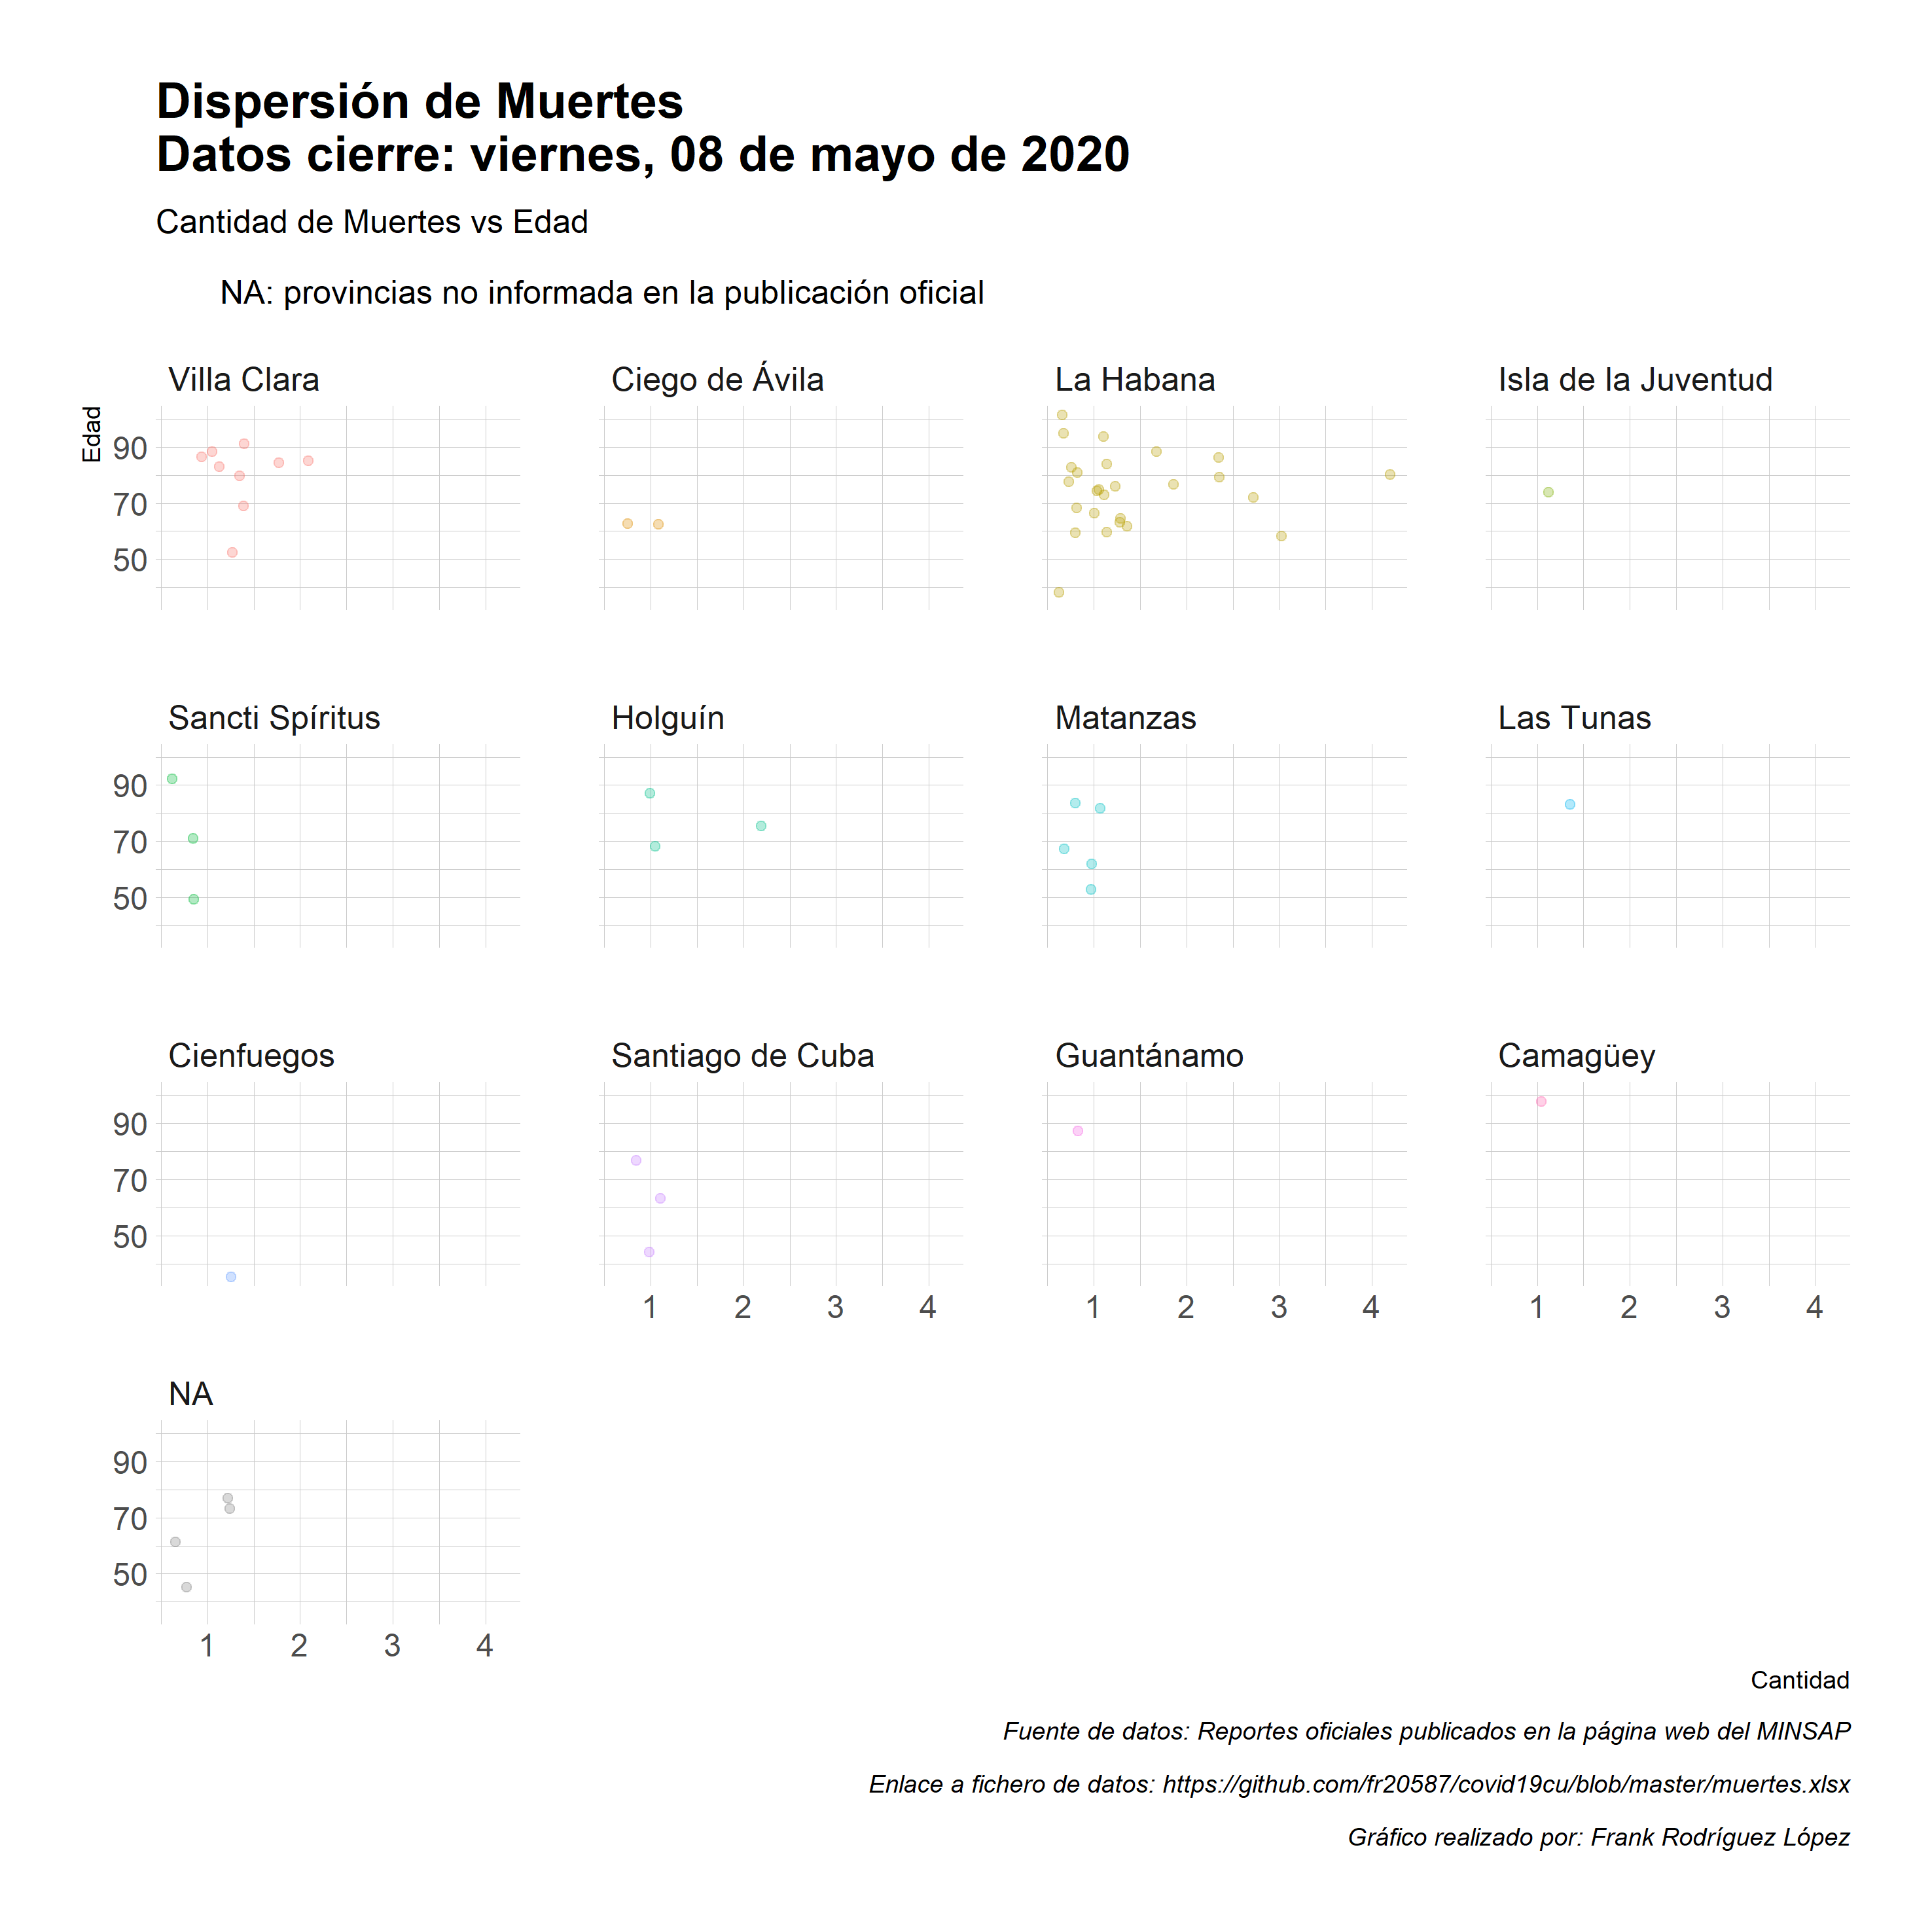 Dispersión de Muertes
Datos cierre: viernes, 08 de mayo de 2020
Cantidad de Muertes vs Edad
NA: provincias no informada en la publicación oficial
Villa Clara
Ciego de Ávila
La Habana
Isla de la Juventud
Edad
90
70
50
Sancti Spíritus
Holguín
Matanzas
Las Tunas
90
70
50
Cienfuegos
Santiago de Cuba
Guantánamo
Camagüey
90
70
50
1 2 3 4
1 2 3 4
1 2 3 4
NA
90
70
50
1 2 3 4
Cantidad
Fuente de datos: Reportes oficiales publicados en la página web del MINSAP
Enlace a fichero de datos: https://github.com/fr20587/covid19cu/blob/master/muertes.xlsx
Gráfico realizado por: Frank Rodríguez López